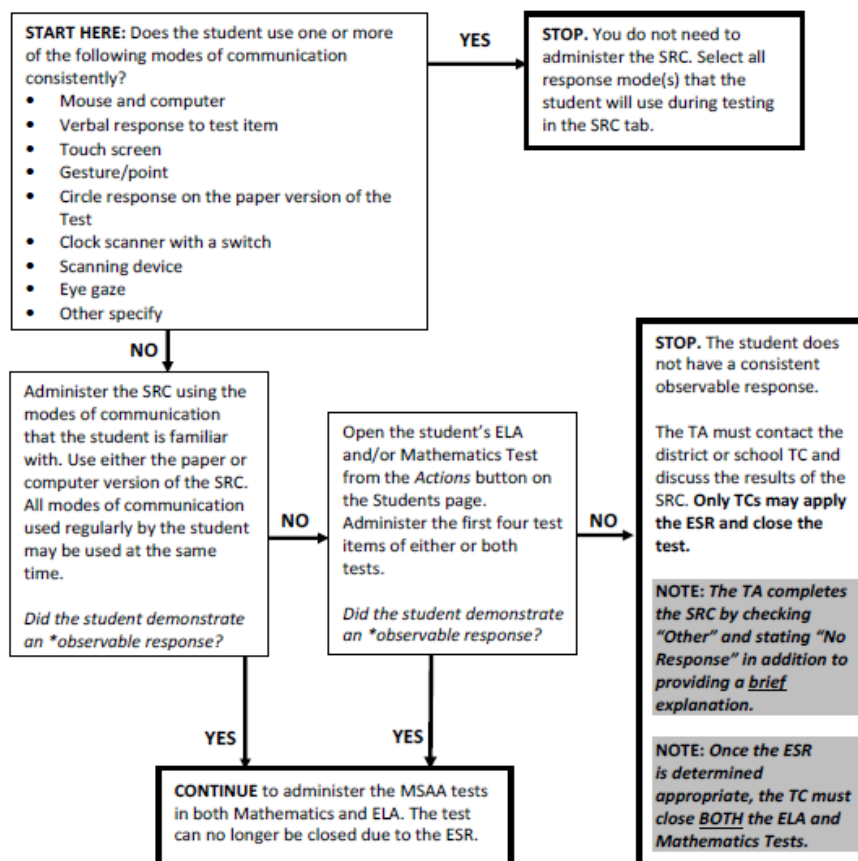 START HERE: Does the student use one or more
of the following modes of communication
consistently?
• Mouse and computer
• Verbal response to test item
• Touch screen
• Gesture/point
• Circle response on the paper version of the
Test
• Clock scanner with a switch
• Scanning device
• Eye gaze
• Other specify
YES
STOP. You do not need to
administer the SRC. Select all
response mode(s) that the
student will use during testing
in the SRC tab.
NO
Administer the SRC using the
modes of communication
that the student is familiar
with. Use either the paper or
computer version of the SRC.
All modes of communication
used regularly by the student
may be used at the same
time.
Did the student demonstrate
an *observable response?
NO
Open the student's ELA
and/or Mathematics Test
from the Actions button on
the Students page.
Administer the first four test
items of either or both
tests.
Did the student demonstrate
an *observable response?
NO
STOP. The student does
not have a consistent
observable response.
The TA must contact the
district or school TC and
discuss the results of the
SRC. Only TCs may apply
the ESR and close the
test.
NOTE: The TA completes
the SRC by checking
"Other" and stating "No
Response" in addition to
providing a brief
explanation.
NOTE: Once the ESR
is determined
appropriate, the TC must
close BOTH the ELA and
Mathematics Tests.
YES
YES
CONTINUE to administer the MSAA tests
in both Mathematics and ELA. The test
can no longer be closed due to the ESR.